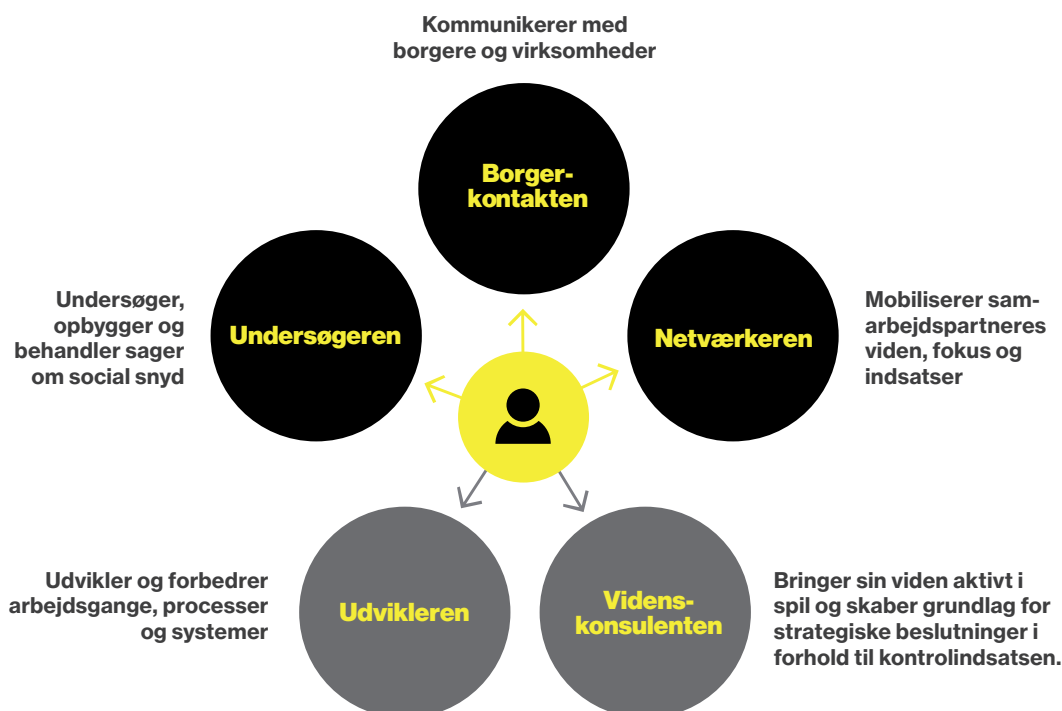 Kommunikerer med
borgere og virksomheder
Borger-
kontakten
Undersøger,
opbygger og
behandler sager
om social snyd
Undersøgeren
Netværkeren
Mobiliserer sam-
arbejdspartneres
viden, fokus og
indsatser
Udvikler og forbedrer
arbejdsgange, processer
og systemer
Udvikleren
Videns-
konsulenten
Bringer sin viden aktivt i
spil og skaber grundlag for
strategiske beslutninger i
forhold til kontrolindsatsen.